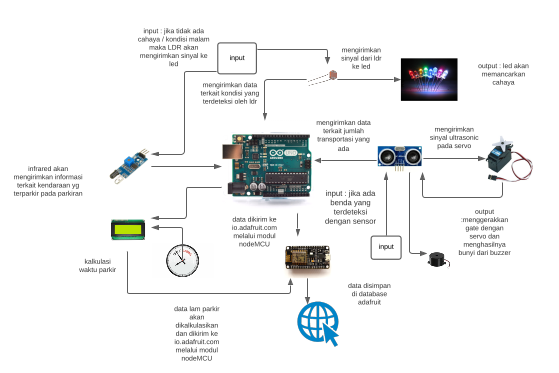 input : jika tidak ada
cahaya / kondisi malam
maka LDR akan
mengirimkan sinyal ke
led
input
mengirimkan
sinyal dari ldr
ke led
output : led akan
memancarkan
cahaya
mengirimkan data
terkait kondisi yang
terdeteksi oleh ldr
mengirimkan data
terkait jumlah
transportasi yang
ada
mengirimkan
sinyal ultrasonic
pada servo
infrared akan
mengirimkan informasi
terkait kendaraan yg
terparkir pada parkiran
input : jika ada
benda yang
terdeteksi
dengan sensor
output
:menggerakkan
gate dengan
servo dan
menghasilnya
bunyi dari buzzer
data dikirim ke
io.adafruit.com
melalui modul
nodeMCU
input
kalkulasi
waktu parkir
data disimpan
di database
adafruit
data lam parkir
akan
dikalkulasikan
dan dikirim ke
io.adafruit.com
melalui modul
nodeMCU